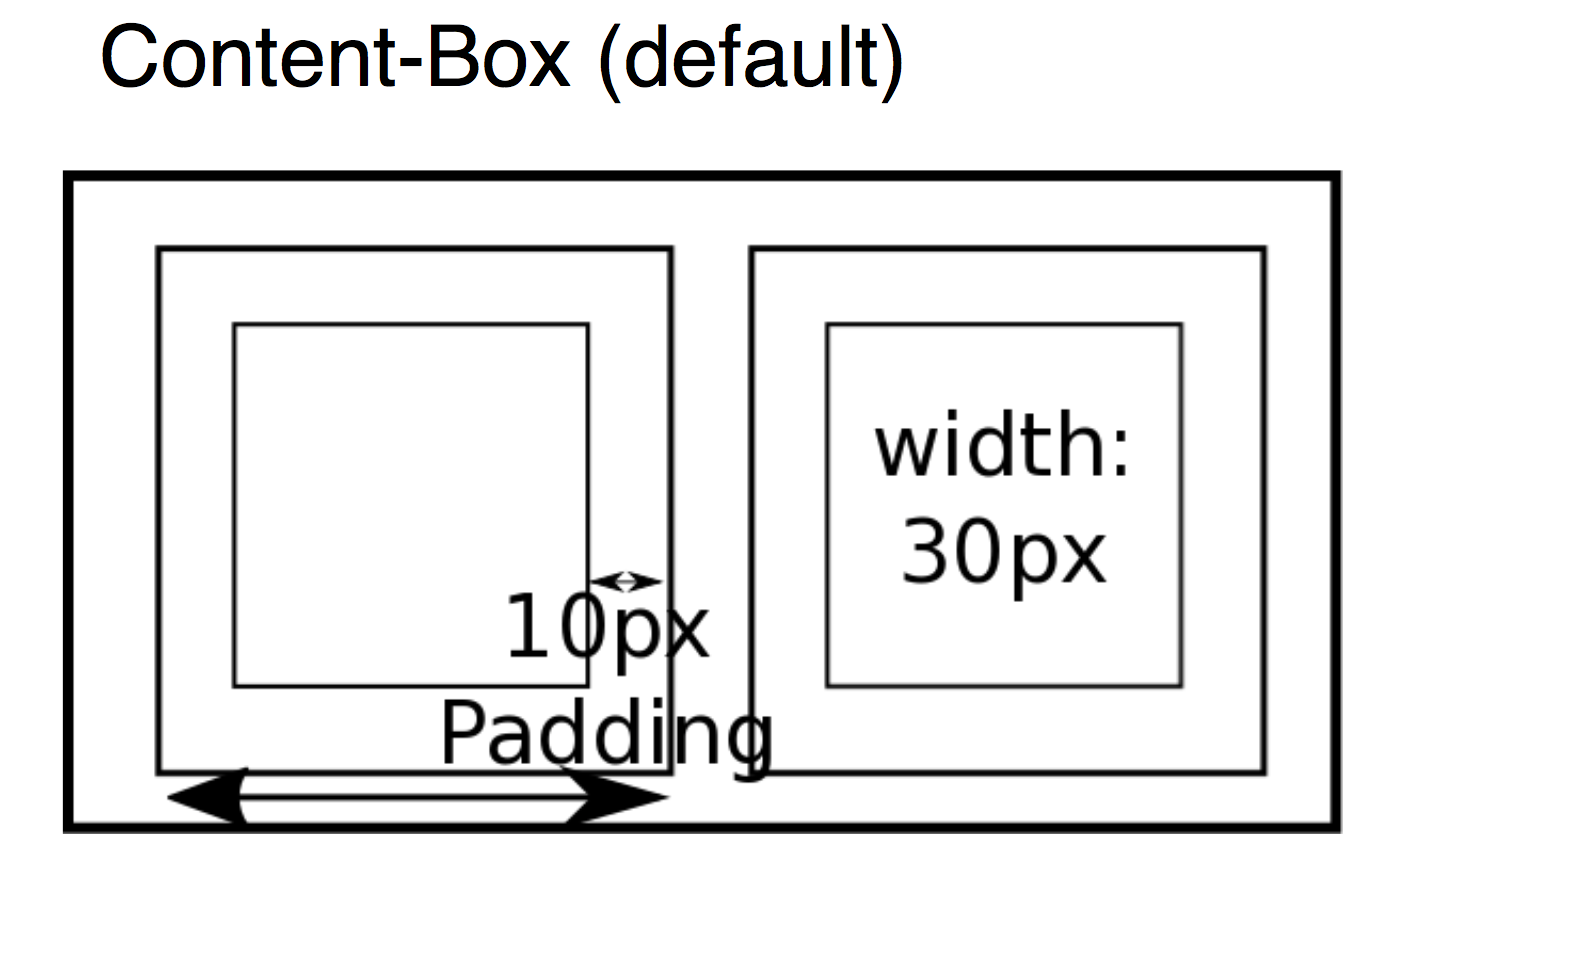 Content-Box (default)
width:
30px
10px
Padding